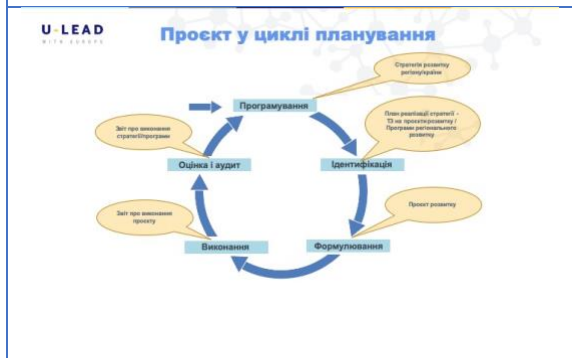 U-LEAD
WITH EUROPE
Проєкт у циклі планування
Стратегія розвитку
регіону/країни
Програмування
План реалізації стратегії -
ТЗ на проєкти розвитку /
Програми регіонального
розвитку
Звіт про виконання
стратегії/програми
Оцінка і аудит
Ідентифікація
Звіт про виконання
проєкту
Проєкт розвитку
Виконання
Формулювання